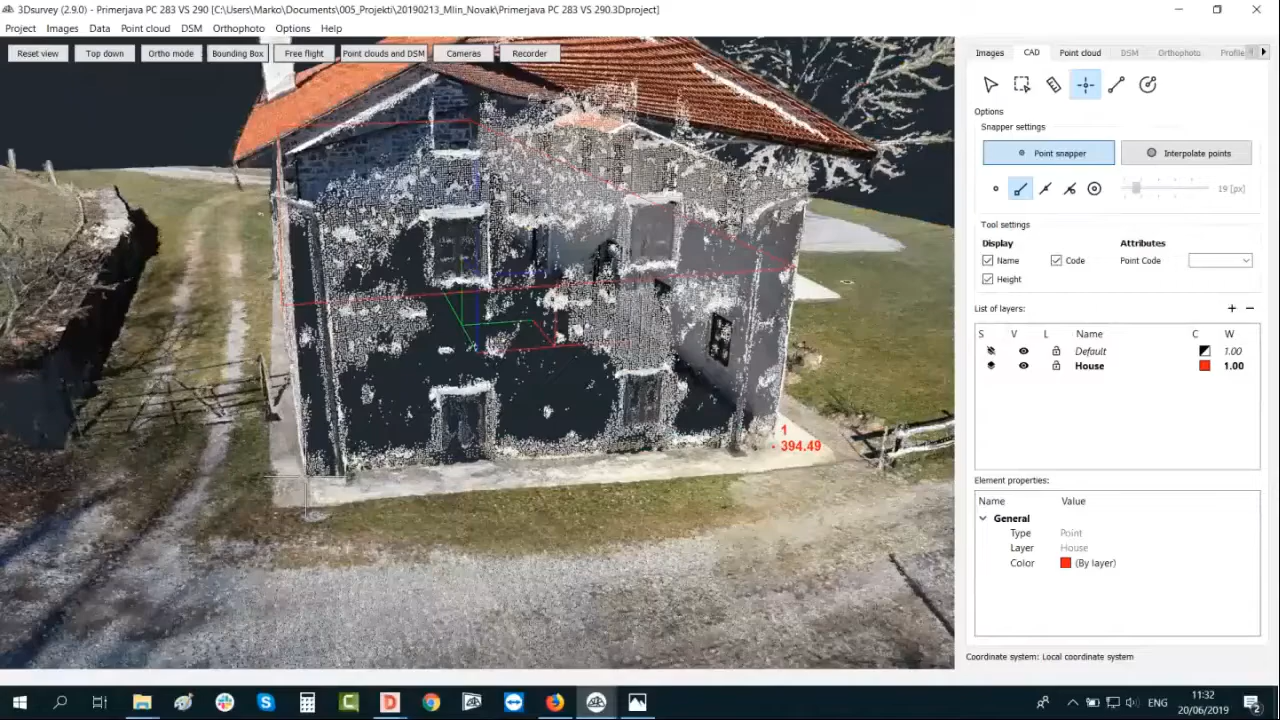 3Dsurvey (2.9.0) - Primerjava PC 283 VS 290 [C:\Users\Marko\Documents\005_Projekti\20190213_Mlin_Novak\Primerjava PC 283 VS 290.3Dproject]
Project Images Data Point cloud DSM Orthophoto Options Help
Reset view Top down Ortho mode Bounding Box Free flight Point clouds and DSM Cameras Recorder
Images CAD Point cloud DSM Orthophoto Profile
Options
Snapper settings
Point snapper Interpolate points
19 [px]
Tool settings
Display Attributes
Name Code Point Code
Height
List of layers: + −
S V L Name C W
Default 1.00
House 1.00
1
394.49
Element properties:
Name Value
General
Type Point
Layer House
Color (By layer)
Coordinate system: Local coordinate system
ENG
11:32
20/06/2019
2